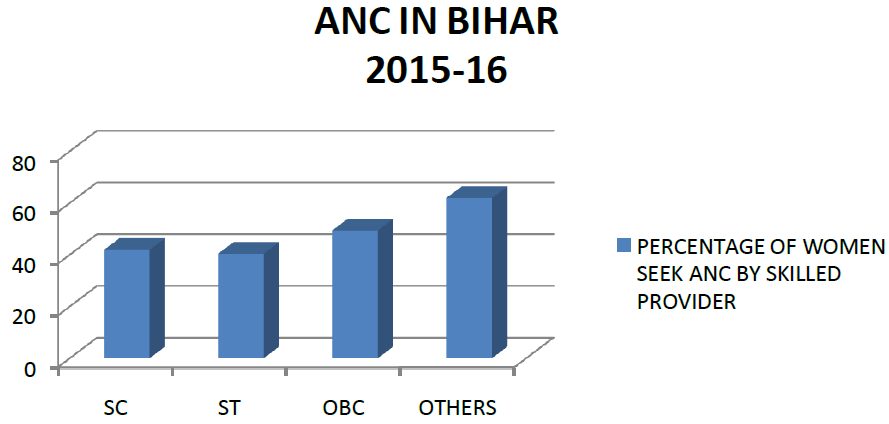 ANC IN BIHAR
2015-16
80
60
40
20
0
SC
ST
OBC
OTHERS
PERCENTAGE OF WOMEN
SEEK ANC BY SKILLED
PROVIDER